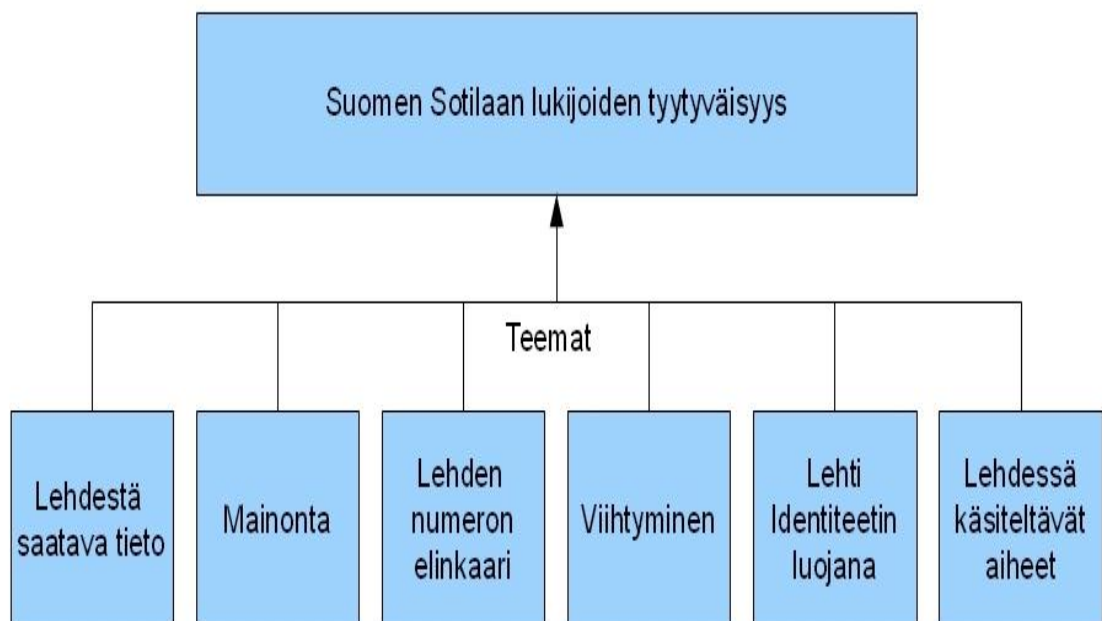 Suomen Sotilaan lukijoiden tyytyväisyys
Teemat
Lehdestä
saatava tieto
Mainonta
Lehden
numeron
elinkaari
Viihtyminen
Lehti
Identiteetin
luojana
Lehdessä
käsiteltävät
aiheet